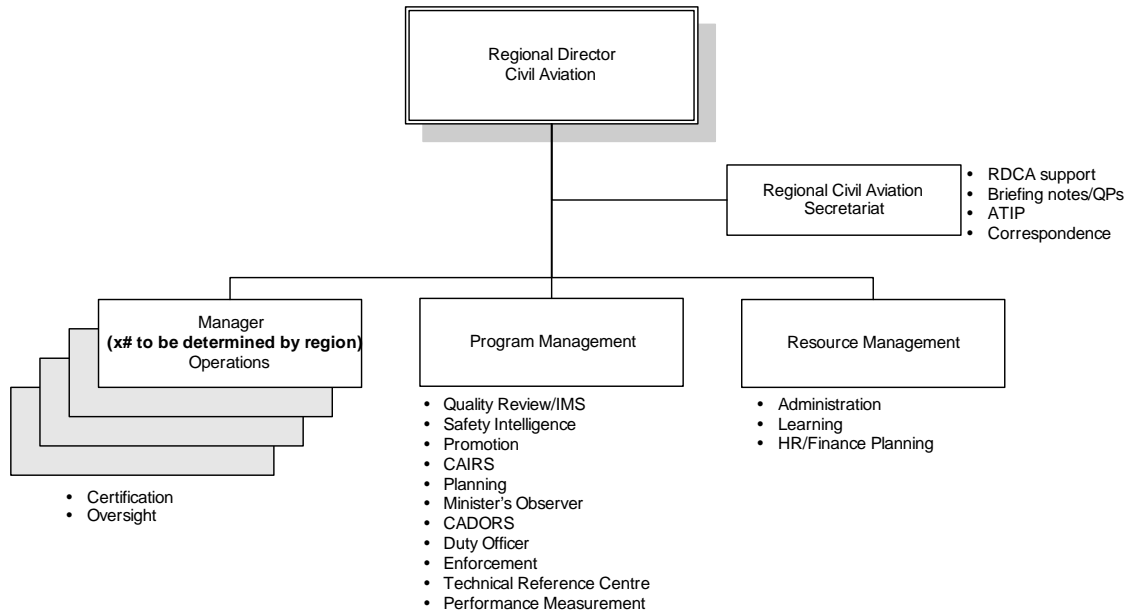 Regional Director
Civil Aviation
Regional Civil Aviation
Secretariat
• RDCA support
• Briefing notes/QPs
• ATIP
• Correspondence
Manager
(x# to be determined by region)
Operations
• Certification
• Oversight
Program Management
• Quality Review/IMS
• Safety Intelligence
• Promotion
• CAIRS
• Planning
• Minister's Observer
• CADORS
• Duty Officer
• Enforcement
• Technical Reference Centre
• Performance Measurement
Resource Management
• Administration
• Learning
• HR/Finance Planning